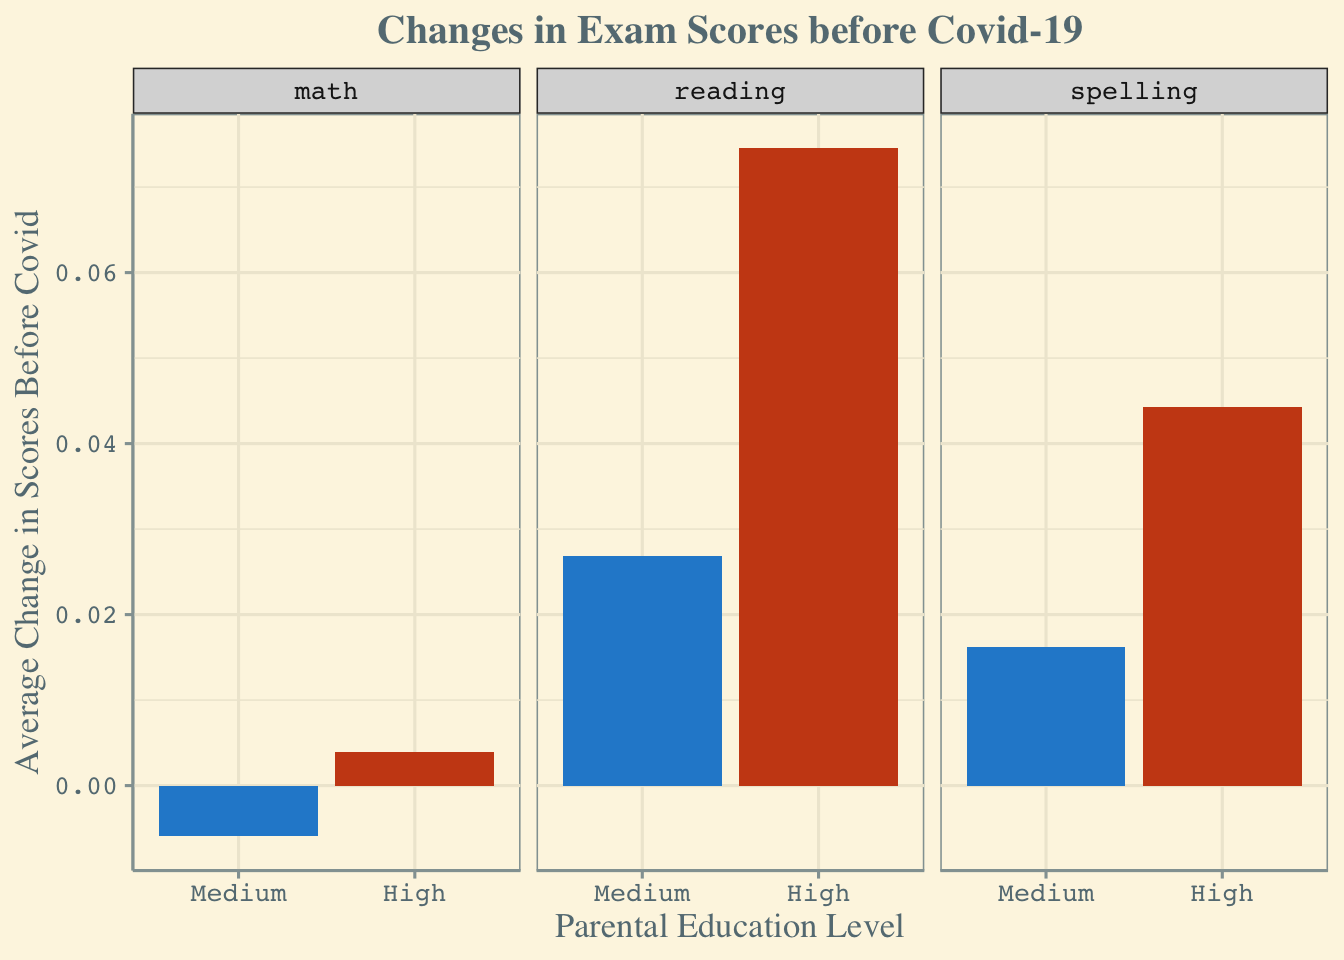 Changes in Exam Scores before Covid-19
math
reading
spelling
Average Change in Scores Before Covid
0.06
0.04
0.02
0.00
Medium
High
Medium
High
Medium
High
Parental Education Level